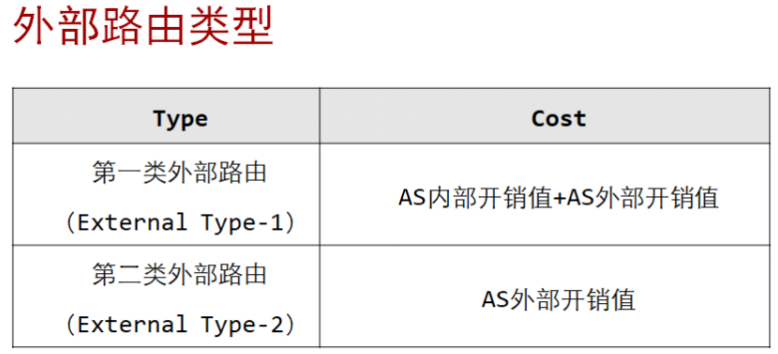 外部路由类型
Type
Cost
第一类外部路由
(External Type-1)
AS内部开销值+AS外部开销值
第二类外部路由
(External Type-2)
AS外部开销值